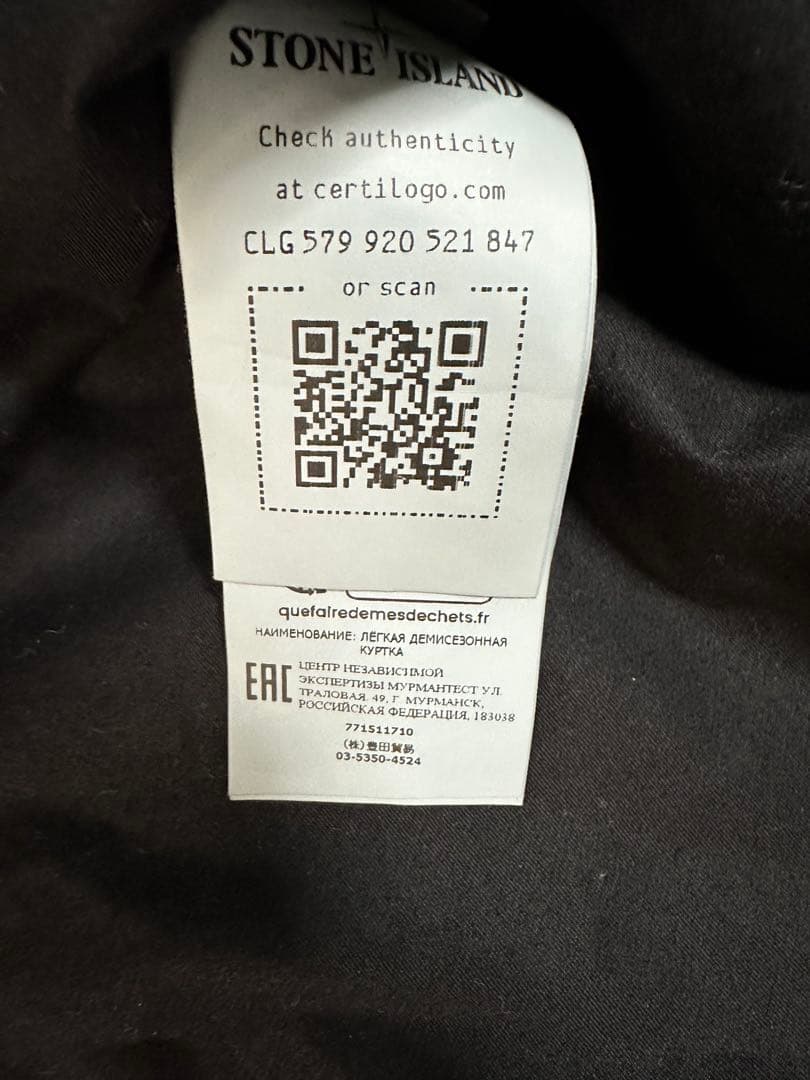 STONE ISLAND
Check authenticity
at certilogo.com
CLG 579 920 521 847
or scan
quefairedemesdechets.fr
НАИМЕНОВАНИЕ: ЛЁГКАЯ ДЕМИСЕЗОННАЯ
КУРТКА
EAC
ЦЕНТР НЕЗАВИСИМОЙ
ЭКСПЕРТИЗЫ МУРМАНТЕСТ УЛ.
ТРАЛОВАЯ. 49, Г. МУРМАНСК,
РОССИЙСКАЯ ФЕДЕРАЦИЯ, 183038
771511710
(株)豊田貿易
03-5350-4524